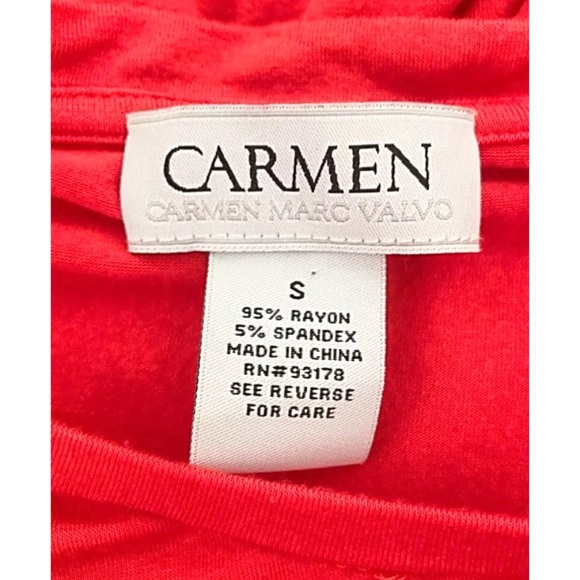 CARMEN
CARMEN MARC VALVO
S
95% RAYON
5% SPANDEX
MADE IN CHINA
RN#93178
SEE REVERSE
FOR CARE